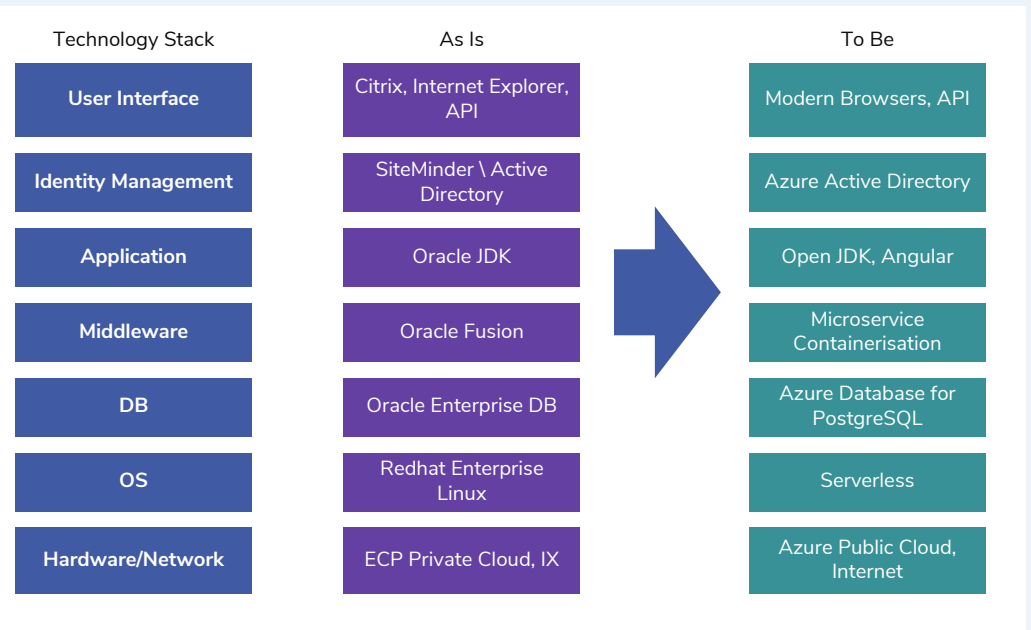 Technology Stack
As Is
To Be
User Interface
Citrix, Internet Explorer,
API
Modern Browsers, API
Identity Management
SiteMinder \ Active
Directory
Azure Active Directory
Application
Oracle JDK
Open JDK, Angular
Middleware
Oracle Fusion
Microservice
Containerisation
DB
Oracle Enterprise DB
Azure Database for
PostgreSQL
OS
Redhat Enterprise
Linux
Serverless
Hardware/Network
ECP Private Cloud, IX
Azure Public Cloud,
Internet